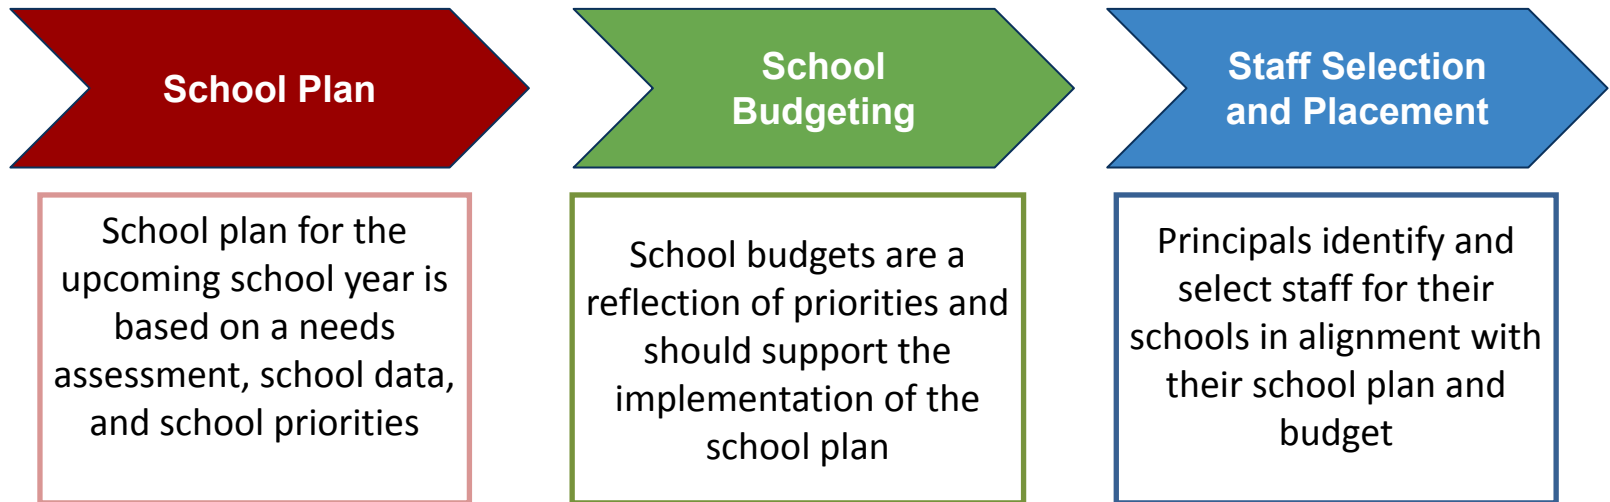 School Plan
School plan for the
upcoming school year is
based on a needs
assessment, school data,
and school priorities
School
Budgeting
School budgets are a
reflection of priorities and
should support the
implementation of the
school plan
Staff Selection
and Placement
Principals identify and
select staff for their
schools in alignment with
their school plan and
budget